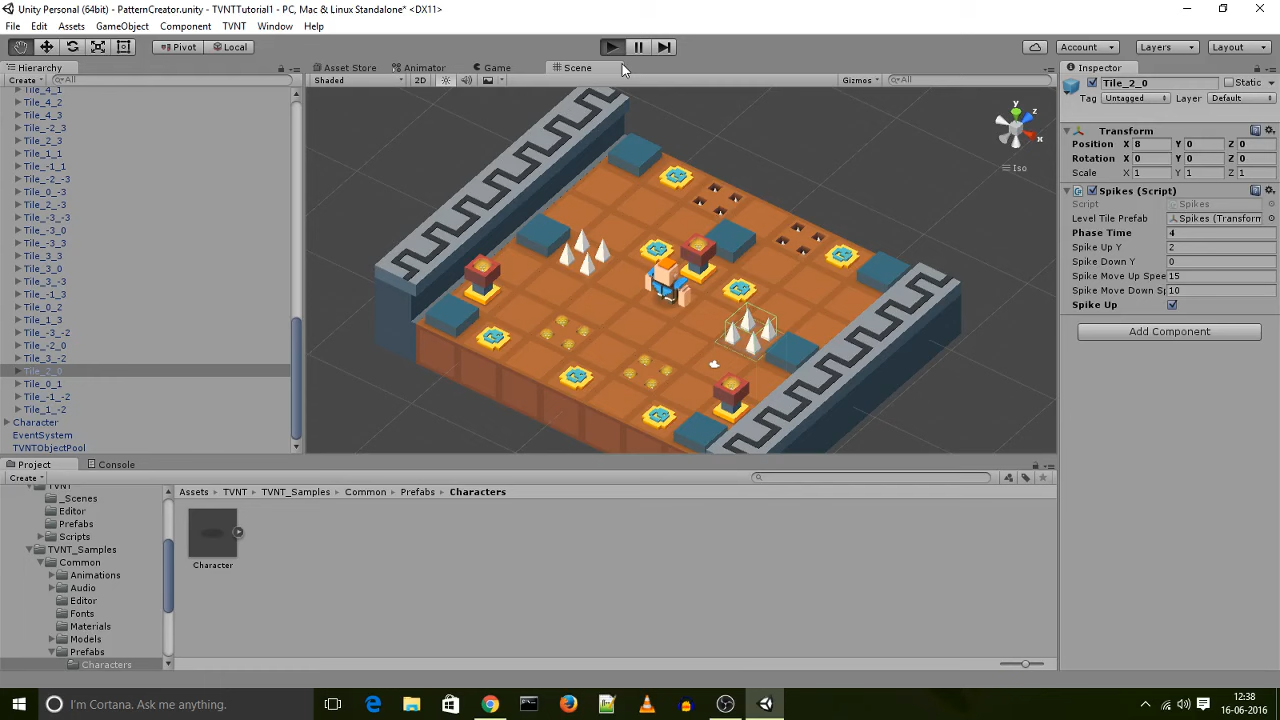 Unity Personal (64bit) - PatternCreator.unity - TVNTTutorial1 - PC, Mac & Linux Standalone* <DX11>
File Edit Assets GameObject Component TVNT Window Help
Pivot Local Account Layers Layout
Hierarchy Asset Store Animator Game Scene Inspector
Create All Shaded 2D Gizmos All Tile_2_0 Static
Tag Untagged Layer Default
Tile_4_1
Tile_4_2
Tile_4_3
Tile_-2_3
Tile_2_3
Tile_1_1
Tile_-1_1
Tile_-2_-3
Tile_0_-3
Tile_2_-3
Tile_-3_-3
Tile_-3_0
Tile_-3_3
Tile_3_3
Tile_3_0
Tile_3_-3
Tile_-1_3
Tile_0_2
Tile_1_3
Tile_-3_-2
Tile_-2_0
Tile_3_-2
Tile_2_0
Tile_0_1
Tile_-1_-2
Tile_1_-2
Character
EventSystem
TVNTObjectPool
y
z
x
Iso
Transform
Position X 8 Y 0 Z 0
Rotation X 0 Y 0 Z 0
Scale X 1 Y 1 Z 1
Spikes (Script)
Script Spikes
Level Tile Prefab Spikes (Transform
Phase Time 4
Spike Up Y 2
Spike Down Y 0
Spike Move Up Spee 15
Spike Move Down S 10
Spike Up
Add Component
Project Console
Create
TVNT
_Scenes
Editor
Prefabs
Scripts
TVNT_Samples
Common
Animations
Audio
Editor
Fonts
Materials
Models
Prefabs
Characters
Assets TVNT TVNT_Samples Common Prefabs Characters
Character
I'm Cortana. Ask me anything.
12:38
16-06-2016